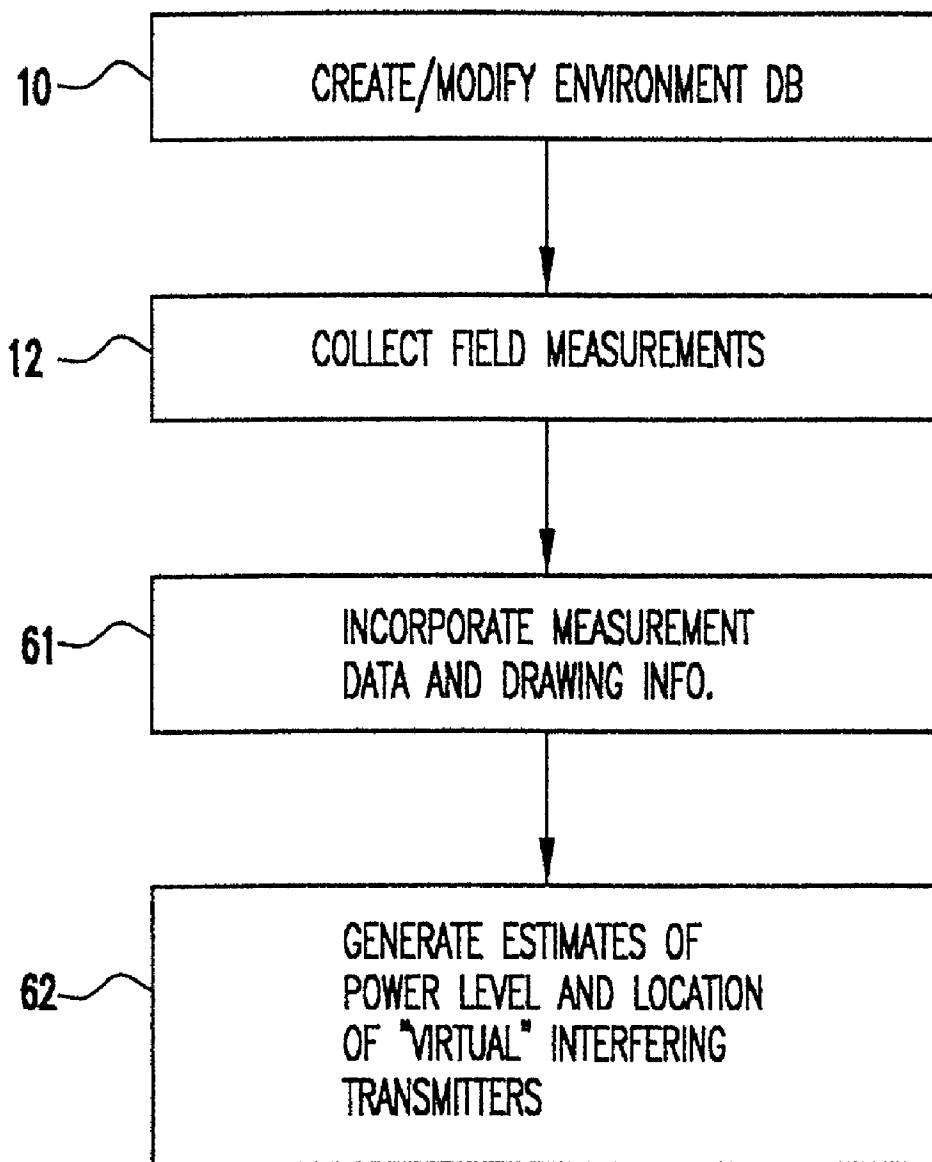 10
CREATE/MODIFY ENVIRONMENT DB
12
COLLECT FIELD MEASUREMENTS
61
INCORPORATE MEASUREMENT
DATA AND DRAWING INFO.
62
GENERATE ESTIMATES OF
POWER LEVEL AND LOCATION
OF "VIRTUAL" INTERFERING
TRANSMITTERS